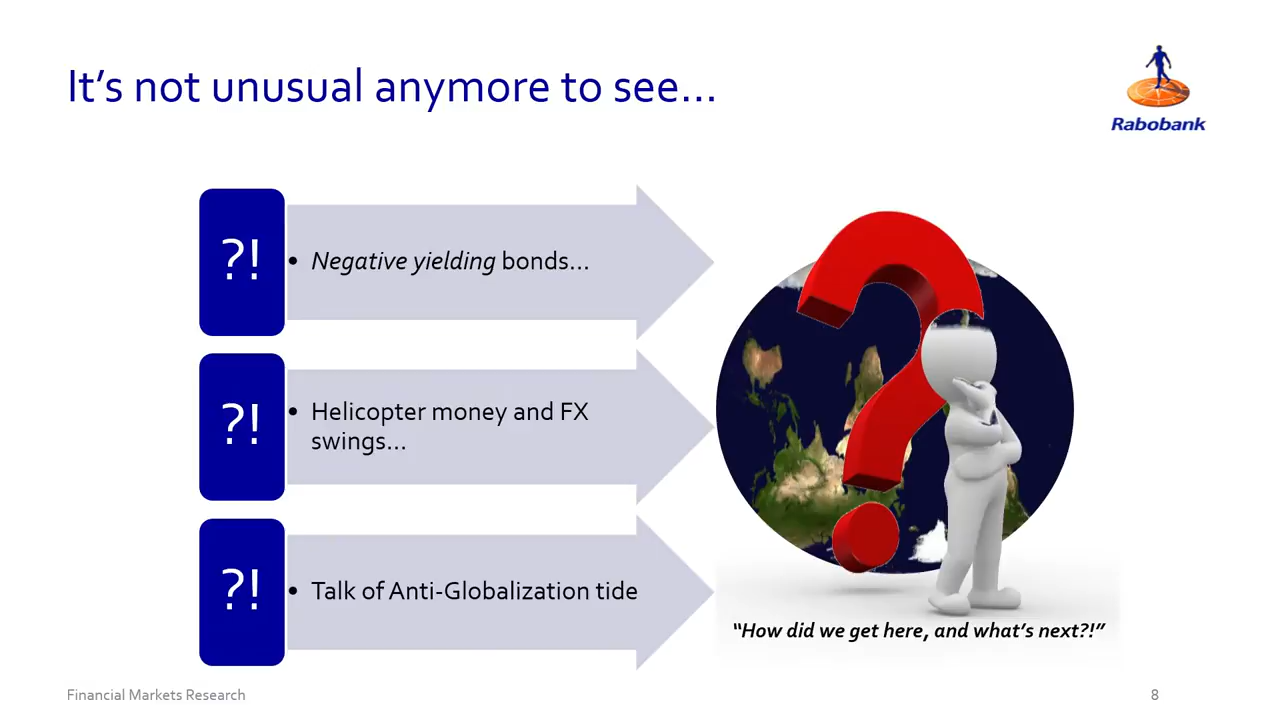 It’s not unusual anymore to see…
Rabobank
?!
• Negative yielding bonds…
?!
• Helicopter money and FX
swings…
?!
• Talk of Anti-Globalization tide
“How did we get here, and what’s next?!”
Financial Markets Research
8